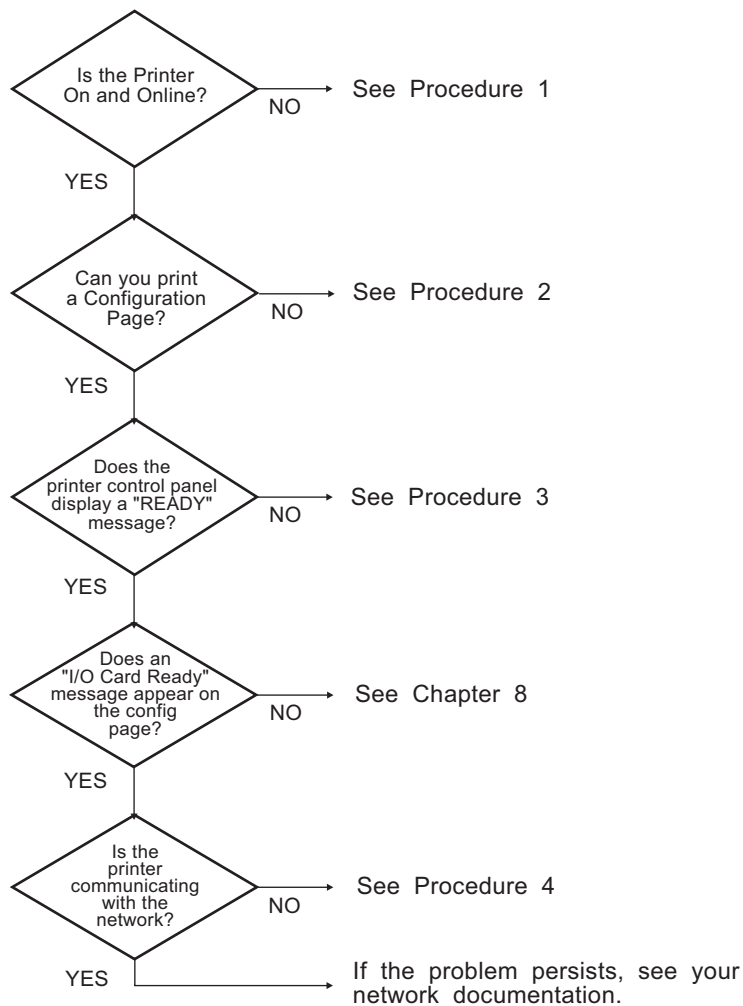 Is the Printer
On and Online?
NO
See Procedure 1
YES
Can you print
a Configuration
Page?
NO
See Procedure 2
YES
Does the
printer control panel
display a "READY"
message?
NO
See Procedure 3
YES
Does an
"I/O Card Ready"
message appear on
the config
page?
NO
See Chapter 8
YES
Is the
printer
communicating
with the
network?
NO
See Procedure 4
YES
If the problem persists, see your
network documentation.